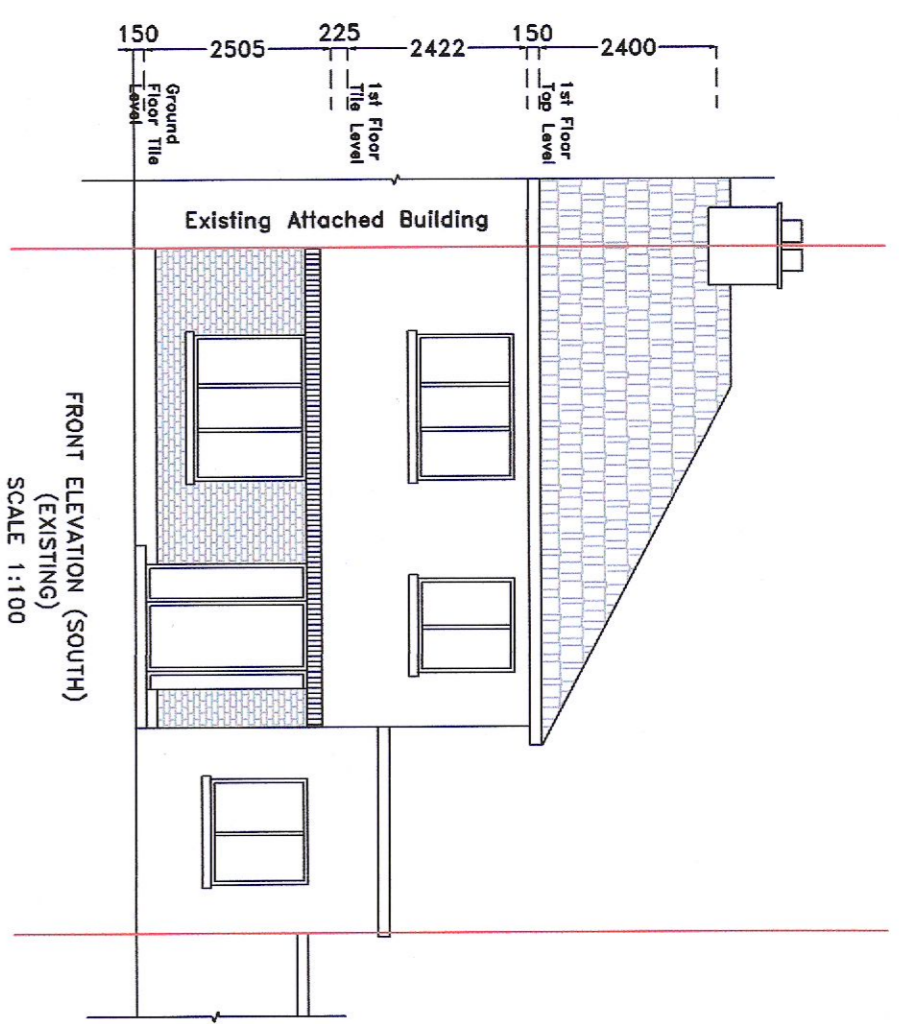 150
2505
225
2422
150
2400
Ground
Floor Tile
Level
1st Floor
Tile Level
1st Floor
Top Level
Existing Attached Building
FRONT ELEVATION (SOUTH)
(EXISTING)
SCALE 1:100